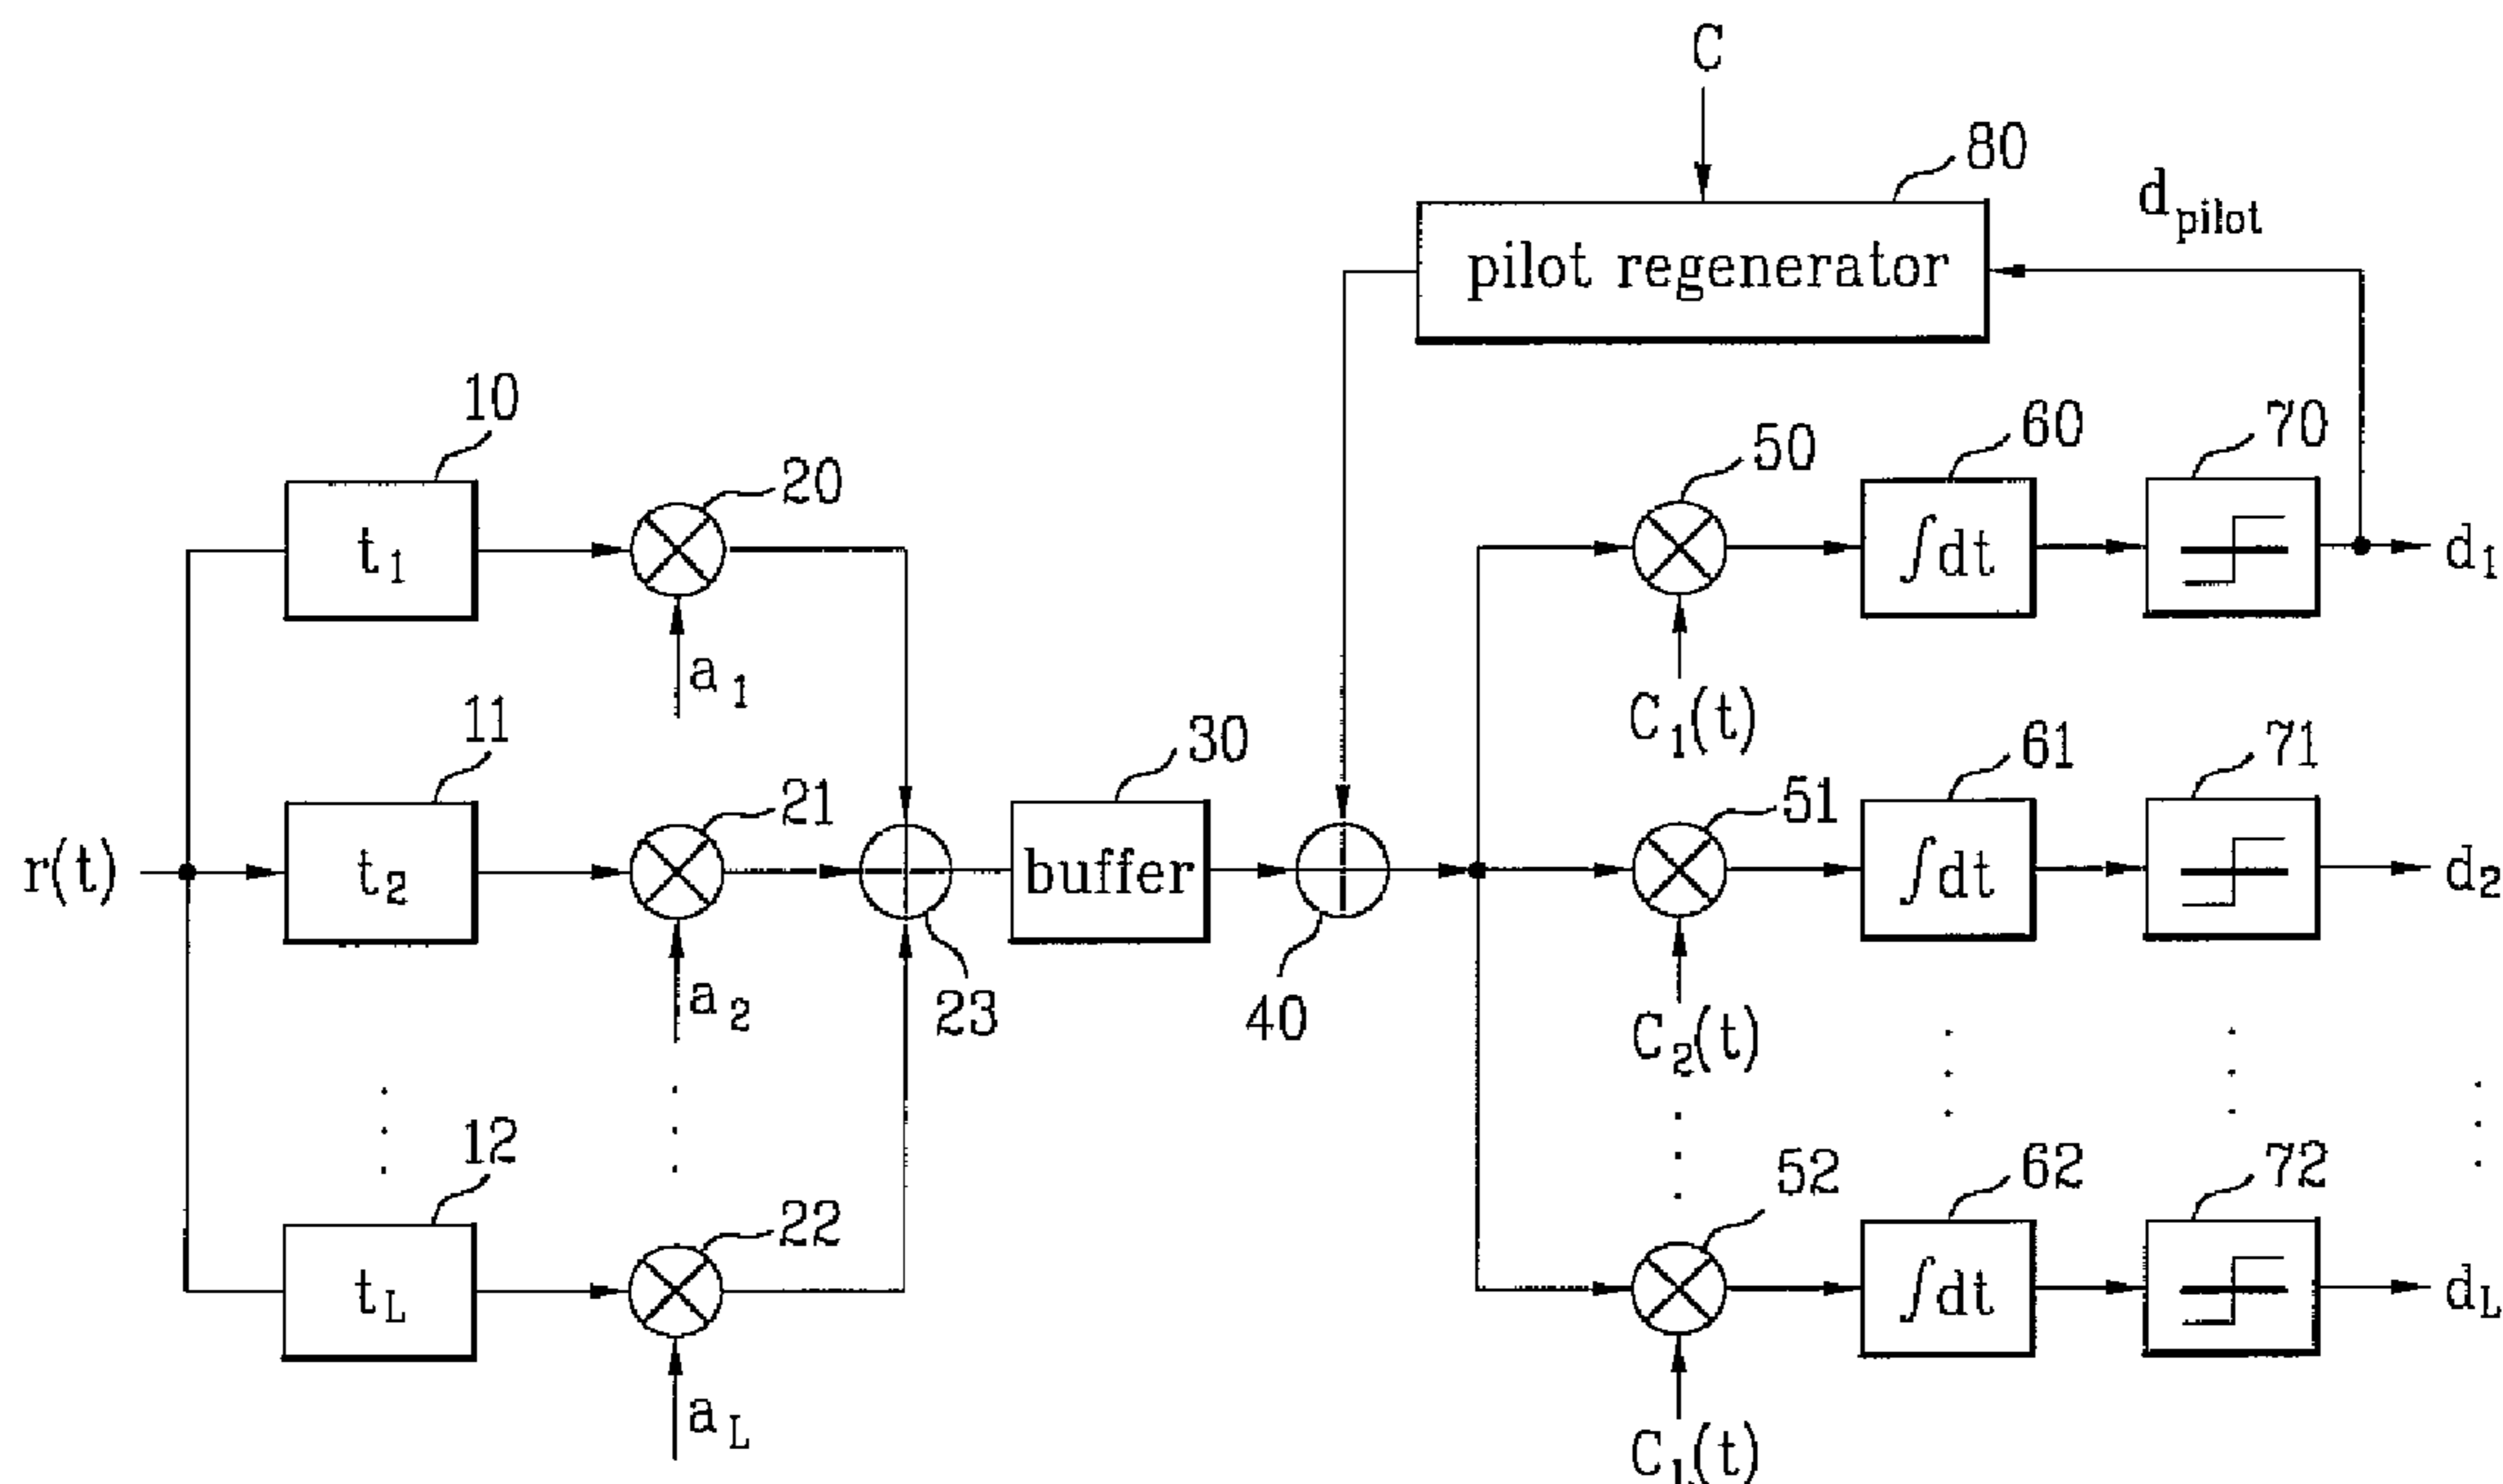 C
80
d_pilot
pilot regenerator
10
t_1
20
a_1
50
C_1(t)
60
∫dt
70
d_1
r(t)
11
t_2
21
a_2
23
30
buffer
40
51
C_2(t)
61
∫dt
71
d_2
12
t_L
22
a_L
52
62
∫dt
72
d_L